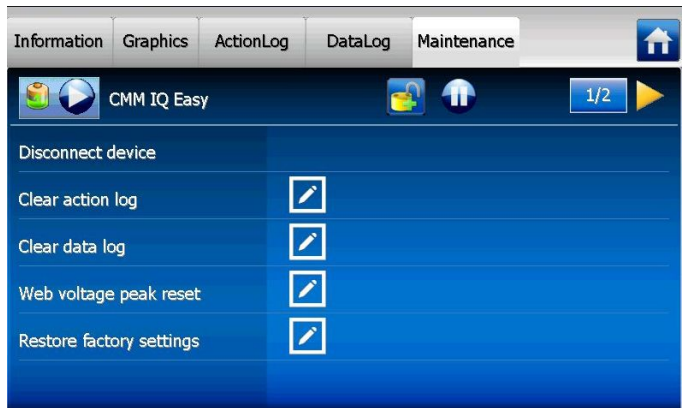 Information Graphics ActionLog DataLog Maintenance
CMM IQ Easy 1/2
Disconnect device
Clear action log
Clear data log
Web voltage peak reset
Restore factory settings